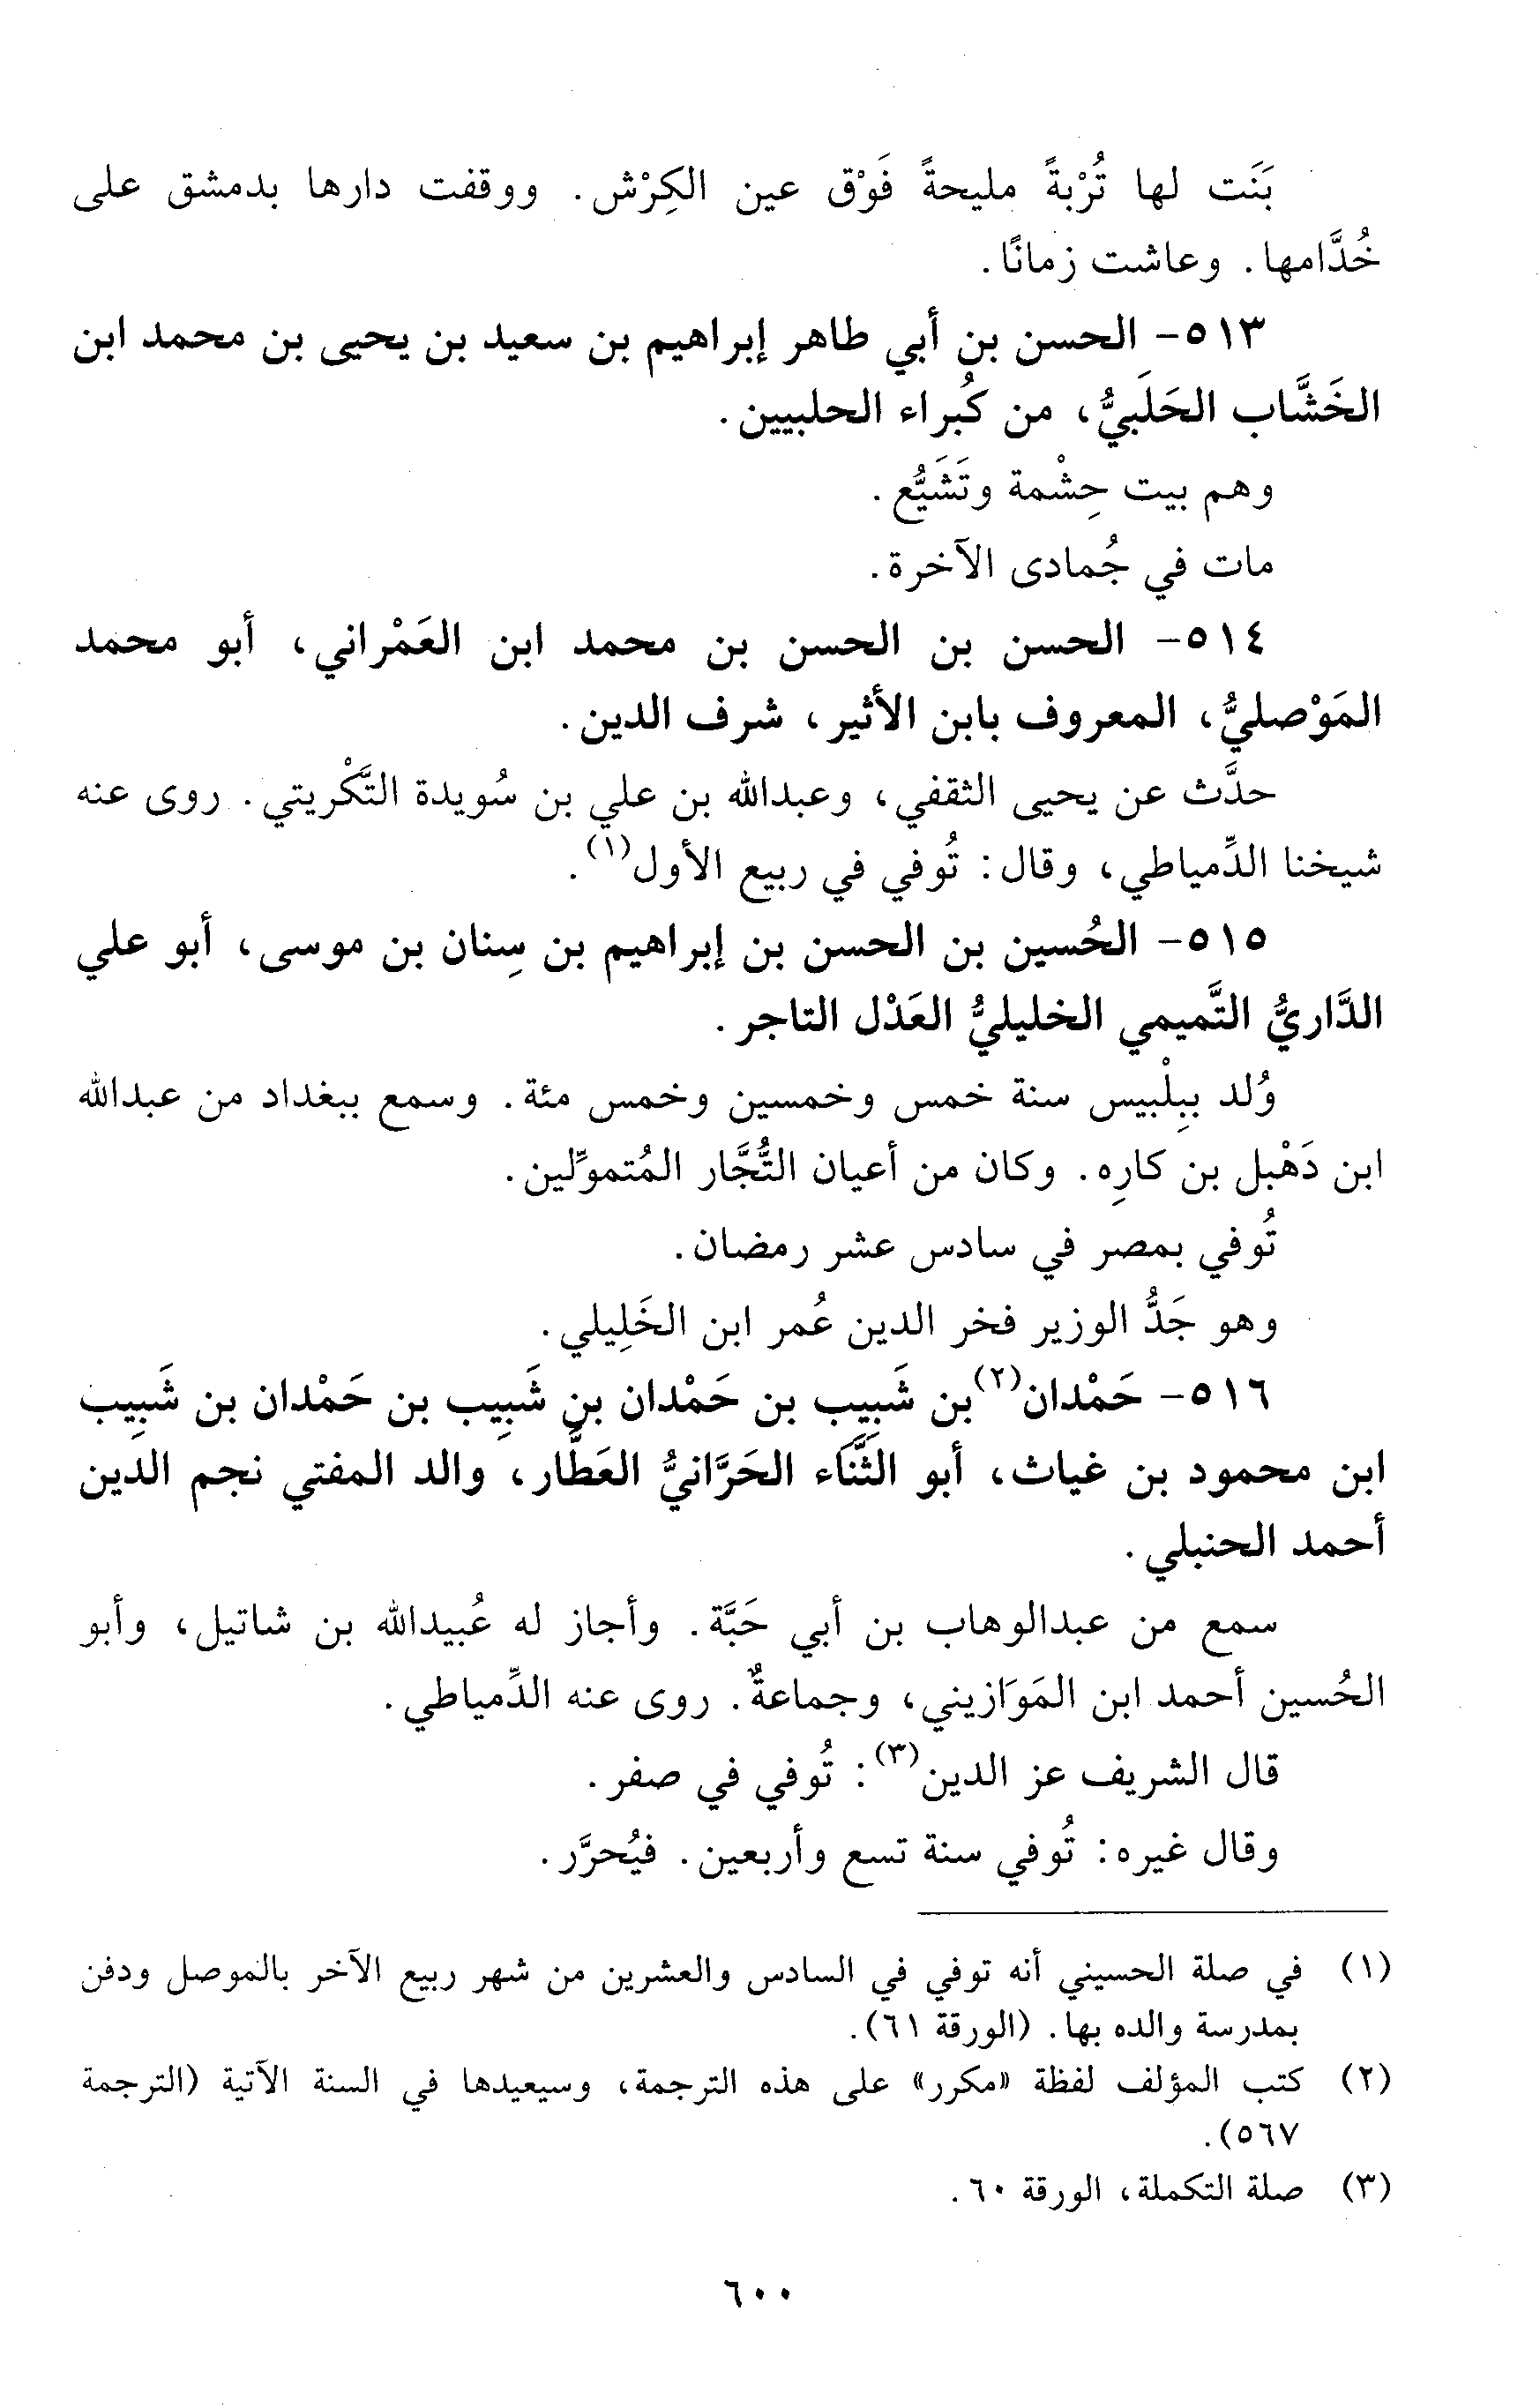 بَنَت لها تُرْبةً مليحةً فَوْق عين الكِرْش. ووقفت دارها بدمشق على
خُدَّامها. وعاشت زمانًا.
٥١٣- الحسن بن أبي طاهر إبراهيم بن سعيد بن يحيى بن محمد ابن
الخَشَّاب الحَلَبيُّ، من كُبراء الحلبيين.
وهم بيت حِشْمة وتَشَيُّع.
مات في جُمادى الآخرة.
٥١٤- الحسن بن الحسن بن محمد ابن العَمْراني، أبو محمد
المَوْصليُّ، المعروف بابن الأثير، شرف الدين.
حدَّث عن يحيى الثقفي، وعبدالله بن علي بن سُويدة التَّكْريتي. روى عنه
شيخنا الدِّمياطي، وقال: تُوفي في ربيع الأول(١).
٥١٥- الحُسين بن الحسن بن إبراهيم بن سِنان بن موسى، أبو علي
الدَّاريُّ التَّميمي الخليليُّ العَدْل التاجر.
وُلد ببِلْبيس سنة خمس وخمسين وخمس مئة. وسمع ببغداد من عبدالله
ابن دَهْبل بن كارِه. وكان من أعيان التُّجَّار المُتموِّلين.
تُوفي بمصر في سادس عشر رمضان.
وهو جَدُّ الوزير فخر الدين عُمر ابن الخَلِيلي.
٥١٦- حَمْدان(٢) بن شَبِيب بن حَمْدان بن شَبِيب بن حَمْدان بن شَبِيب
ابن محمود بن غياث، أبو الثَّنَاء الحَرَّانيُّ العَطَّار، والد المفتي نجم الدين
أحمد الحنبلي.
سمع من عبدالوهاب بن أبي حَبَّة. وأجاز له عُبيدالله بن شاتيل، وأبو
الحُسين أحمد ابن المَوَازيني، وجماعةٌ. روى عنه الدِّمياطي.
قال الشريف عز الدين(٣): تُوفي في صفر.
وقال غيره: تُوفي سنة تسع وأربعين. فيُحرَّر.
(١) في صلة الحسيني أنه توفي في السادس والعشرين من شهر ربيع الآخر بالموصل ودفن
بمدرسة والده بها. (الورقة ٦١).
(٢) كتب المؤلف لفظة «مكرر» على هذه الترجمة، وسيعيدها في السنة الآتية (الترجمة
٥٦٧).
(٣) صلة التكملة، الورقة ٦٠.
٦٠٠